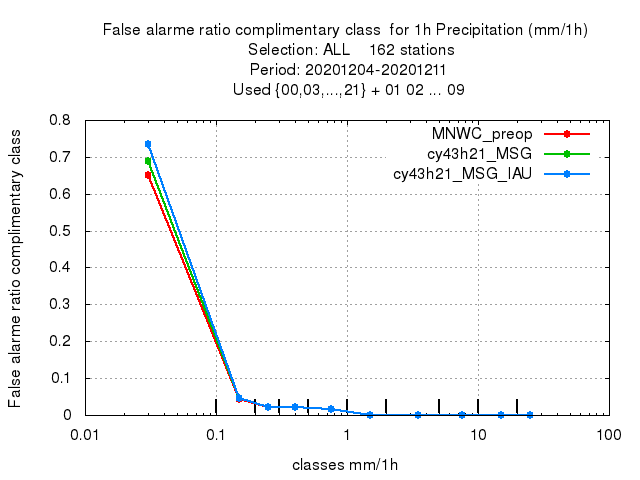 False alarme ratio complimentary class  for 1h Precipitation (mm/1h)
Selection: ALL    162 stations
Period: 20201204-20201211
Used {00,03,...,21} + 01 02 ... 09
MNWC_preop
cy43h21_MSG
cy43h21_MSG_IAU
False alarme ratio complimentary class
0.8
0.7
0.6
0.5
0.4
0.3
0.2
0.1
0
0.01
0.1
1
10
100
classes mm/1h